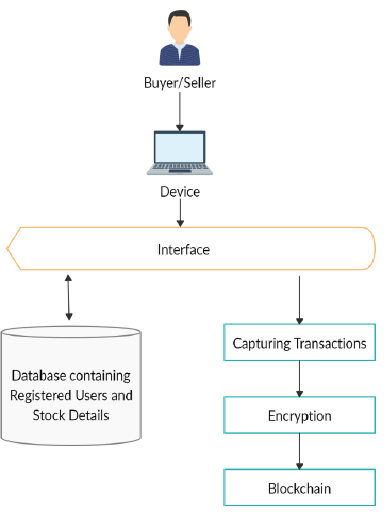 Buyer/Seller
Device
Interface
Database containing
Registered Users and
Stock Details
Capturing Transactions
Encryption
Blockchain